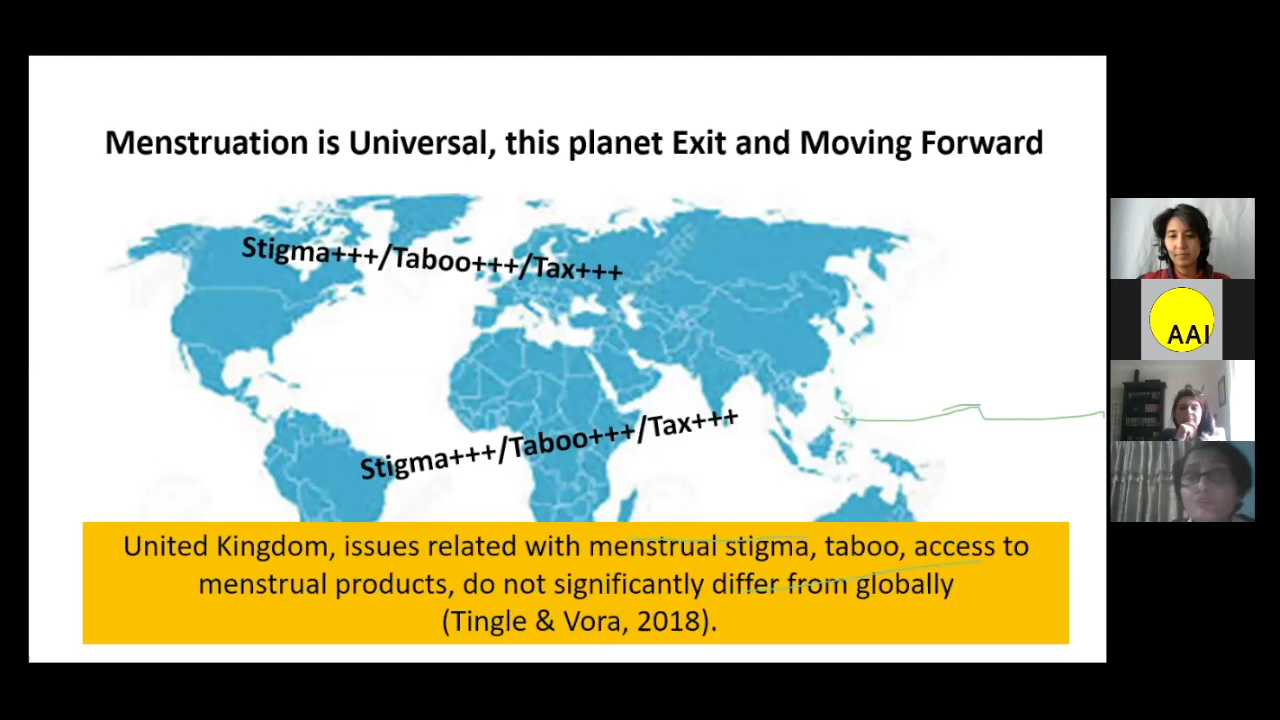 Menstruation is Universal, this planet Exit and Moving Forward
Stigma+++/Taboo+++/Tax+++
Stigma+++/Taboo+++/Tax+++
United Kingdom, issues related with menstrual stigma, taboo, access to
menstrual products, do not significantly differ from globally
(Tingle & Vora, 2018).
AAI